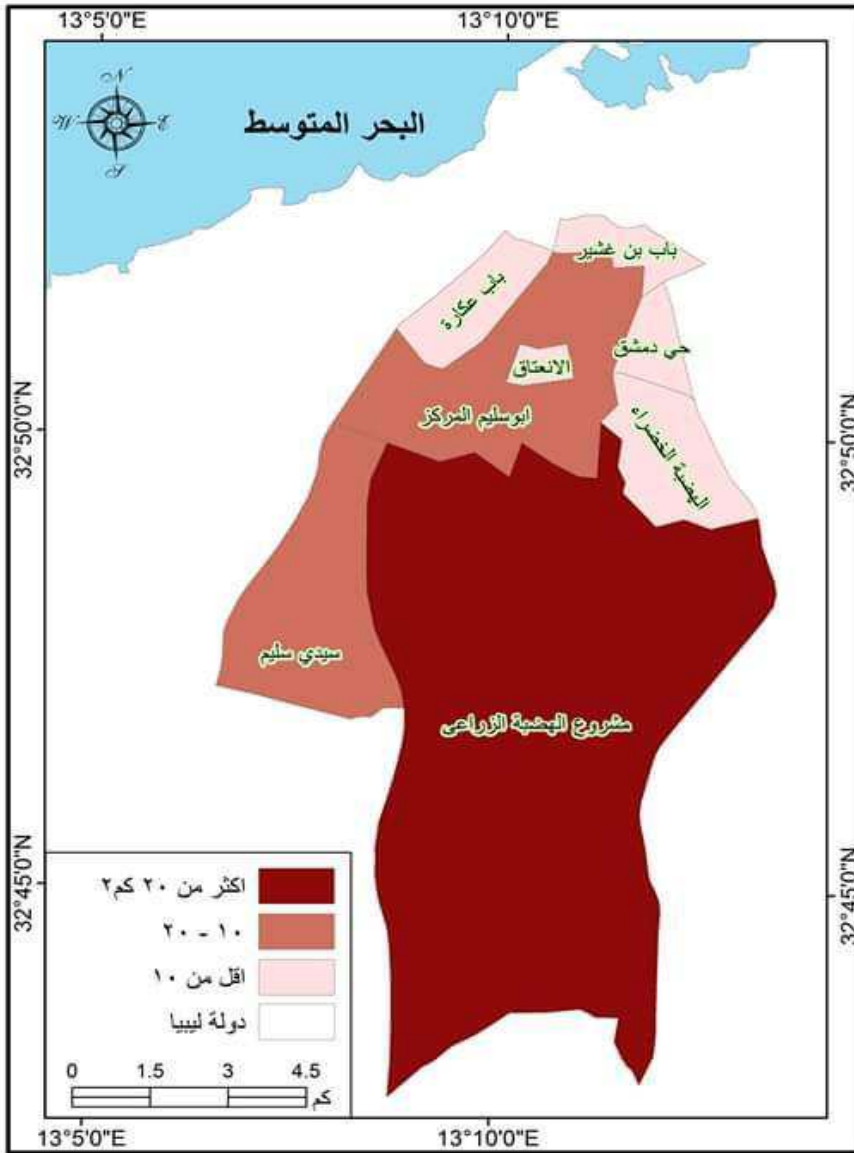 13°5'0"E
13°10'0"E
N
W
E
S
البحر المتوسط
باب بن غشير
باب عكارة
حي دمشق
الانعتاق
ابوسليم المركز
32°50'0"N
32°50'0"N
الهضبة الخضراء
سيدي سليم
مشروع الهضبة الزراعي
32°45'0"N
32°45'0"N
اكثر من ٢٠ كم٢
١٠ - ٢٠
اقل من ١٠
دولة ليبيا
0 1.5 3 4.5
كم
13°5'0"E
13°10'0"E